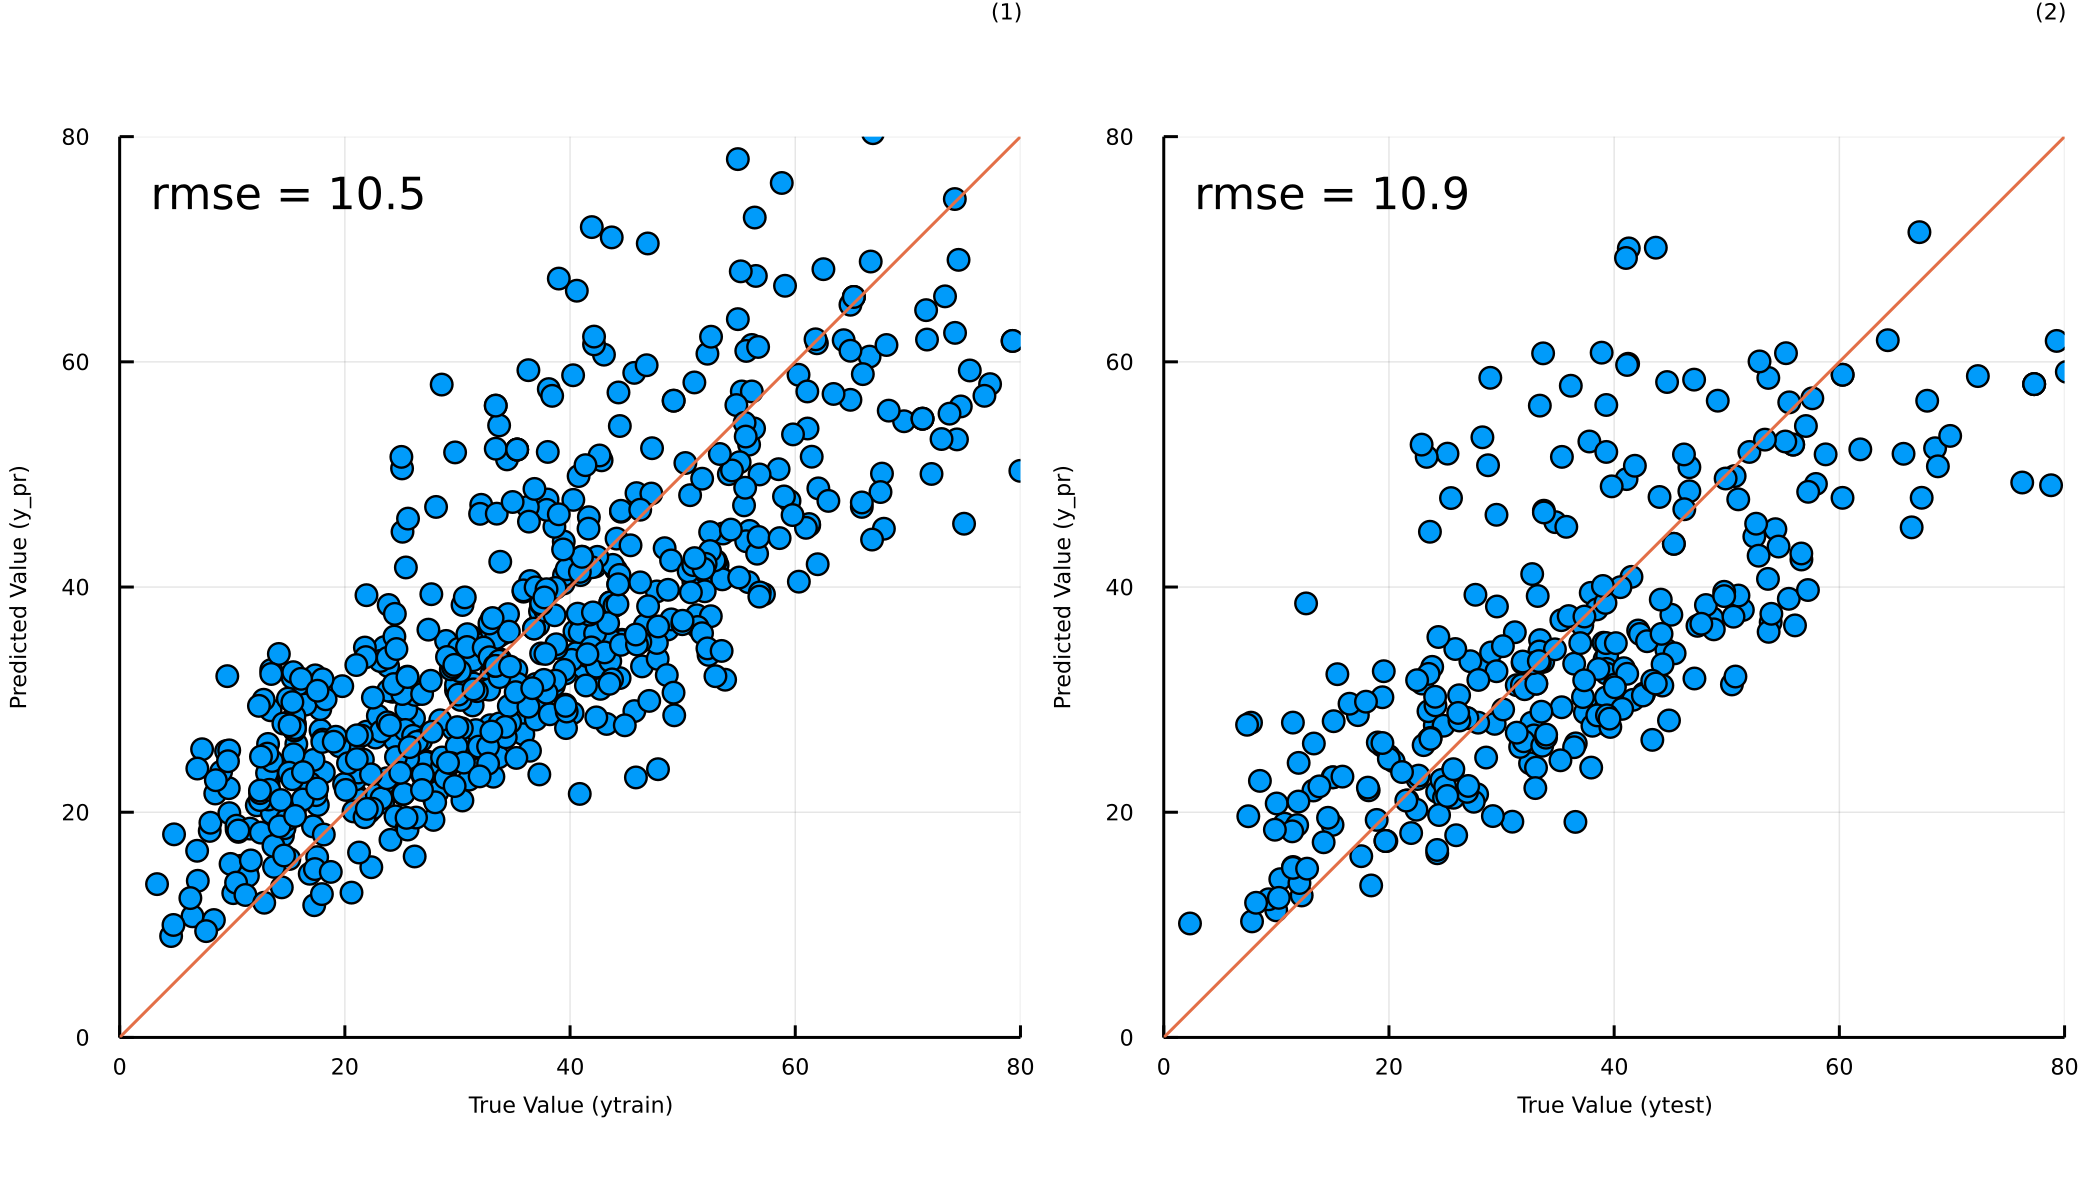 (1)
rmse = 10.5
Predicted Value (y_pr)
80
60
40
20
0
0 20 40 60 80
True Value (ytrain)
(2)
rmse = 10.9
Predicted Value (y_pr)
80
60
40
20
0
0 20 40 60 80
True Value (ytest)